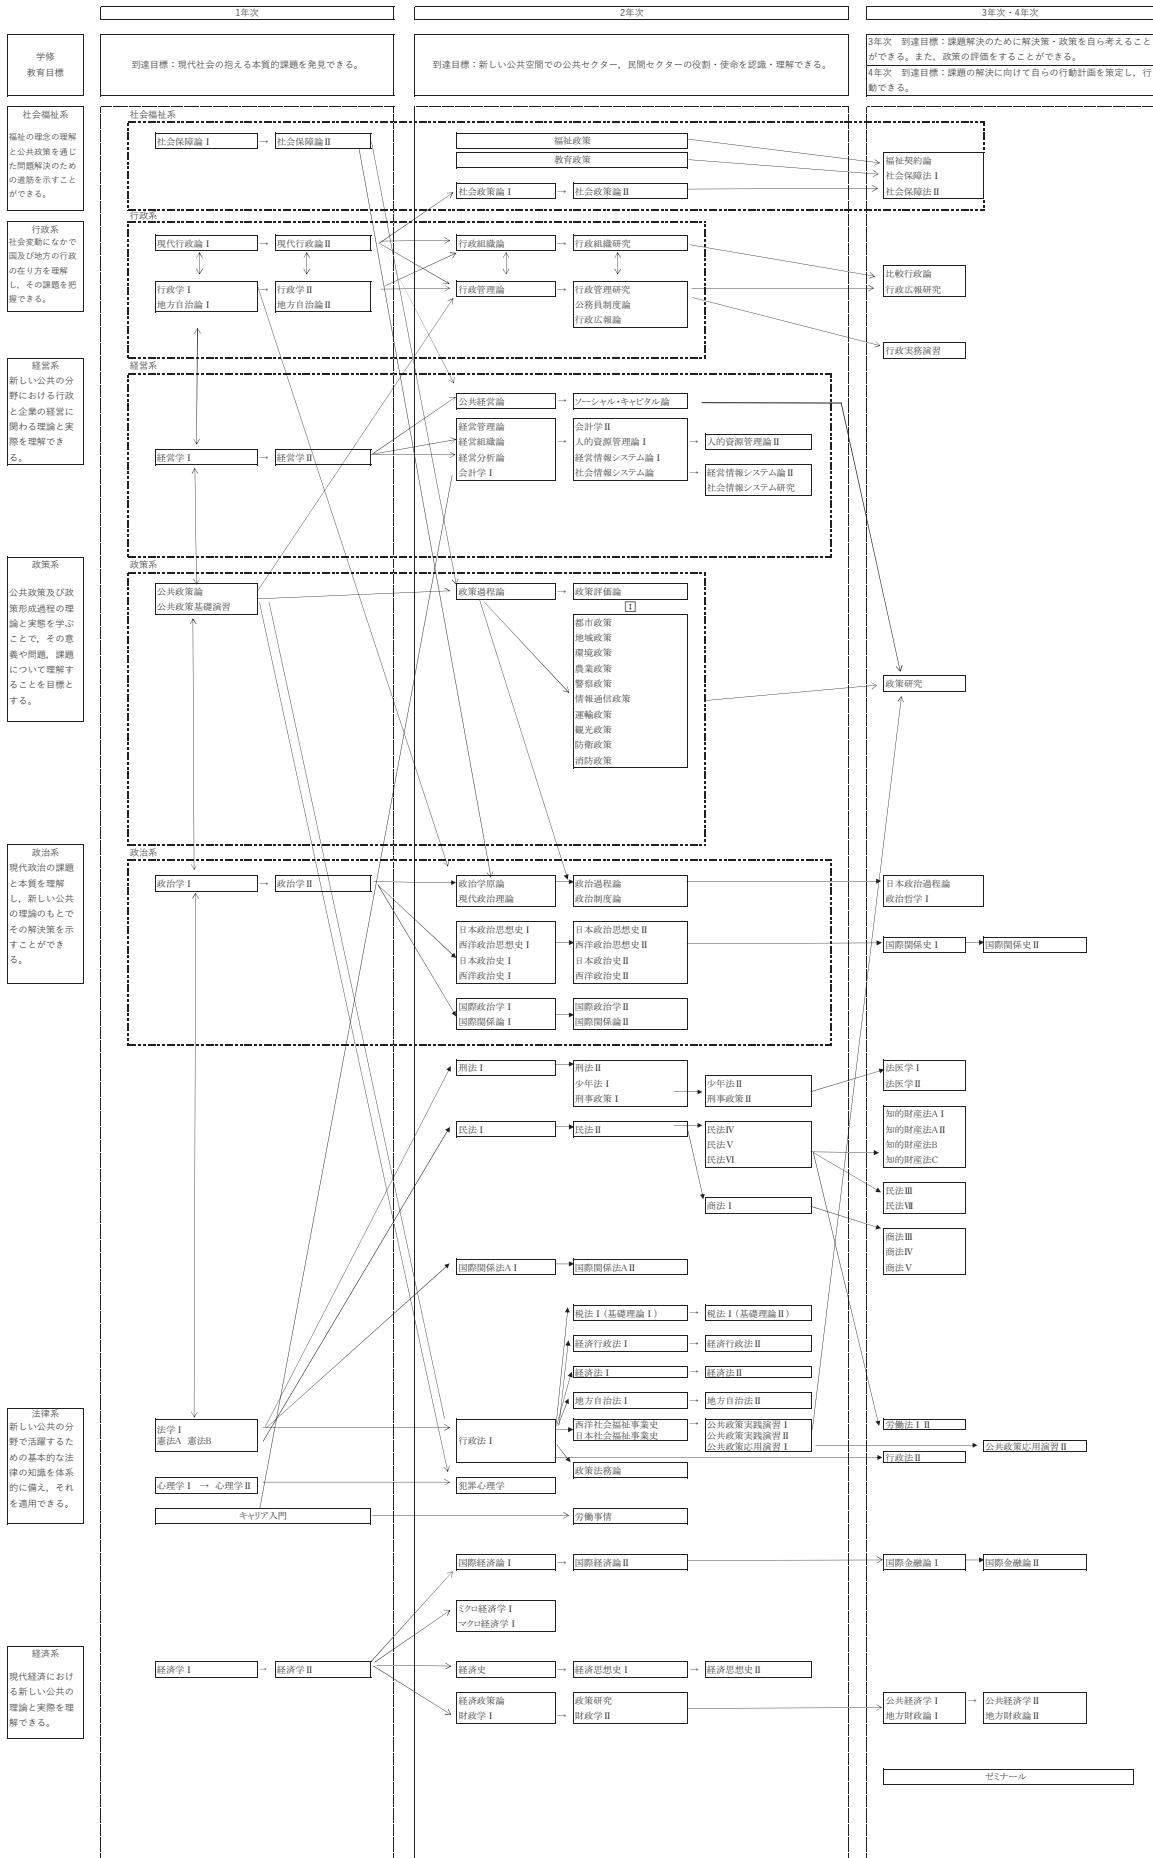 1年次
2年次
3年次・4年次
学修
教育目標
到達目標：現代社会の抱える本質的課題を発見できる。
到達目標：新しい公共空間での公共セクター，民間セクターの役割・使命を認識・理解できる。
3年次　到達目標：課題解決のために解決策・政策を自ら考えること
ができる。また，政策の評価をすることができる。
4年次　到達目標：課題の解決に向けて自らの行動計画を策定し，行
動できる。
社会福祉系
福祉の理念の理解
と公共政策を通じ
た問題解決のため
の道筋を示すこと
ができる。
社会福祉系
社会保障論Ⅰ
→
社会保障論Ⅱ
福祉政策
教育政策
社会政策論Ⅰ
→
社会政策論Ⅱ
福祉契約論
社会保障法Ⅰ
社会保障法Ⅱ
行政系
社会変動になかで
国及び地方の行政
の在り方を理解
し，その課題を把
握できる。
行政系
現代行政論Ⅰ
→
現代行政論Ⅱ
行政組織論
→
行政組織研究
行政学Ⅰ
地方自治論Ⅰ
→
行政学Ⅱ
地方自治論Ⅱ
行政管理論
→
行政管理研究
公務員制度論
行政広報論
比較行政論
行政広報研究
行政実務演習
経営系
新しい公共の分
野における行政
と企業の経営に
関わる理論と実
際を理解でき
る。
経営系
公共経営論
→
ソーシャル・キャピタル論
経営管理論
経営組織論
経営分析論
会計学Ⅰ
→
会計学Ⅱ
人的資源管理論Ⅰ
経営情報システム論Ⅰ
社会情報システム論
→
人的資源管理論Ⅱ
→
経営情報システム論Ⅱ
社会情報システム研究
経営学Ⅰ
→
経営学Ⅱ
政策系
公共政策及び政
策形成過程の理
論と実態を学ぶ
ことで，その意
義や問題，課題
について理解す
ることを目標と
する。
政策系
公共政策論
公共政策基礎演習
政策過程論
→
政策評価論
都市政策
地域政策
環境政策
農業政策
警察政策
情報通信政策
運輸政策
観光政策
防衛政策
消防政策
政策研究
政治系
現代政治の課題
と本質を理解
し，新しい公共
の理論のもとで
その解決策を示
すことができ
る。
政治系
政治学Ⅰ
→
政治学Ⅱ
政治学原論
現代政治理論
政治過程論
政治制度論
日本政治過程論
政治哲学Ⅰ
日本政治思想史Ⅰ
西洋政治思想史Ⅰ
日本政治史Ⅰ
西洋政治史Ⅰ
日本政治思想史Ⅱ
西洋政治思想史Ⅱ
日本政治史Ⅱ
西洋政治史Ⅱ
国際関係史Ⅰ
国際関係史Ⅱ
国際政治学Ⅰ
国際関係論Ⅰ
国際政治学Ⅱ
国際関係論Ⅱ
刑法Ⅰ
刑法Ⅱ
少年法Ⅰ
刑事政策Ⅰ
少年法Ⅱ
刑事政策Ⅱ
法医学Ⅰ
法医学Ⅱ
民法Ⅰ
民法Ⅱ
民法Ⅳ
民法Ⅴ
民法Ⅵ
知的財産法AⅠ
知的財産法AⅡ
知的財産法B
知的財産法C
商法Ⅰ
民法Ⅲ
民法Ⅶ
商法Ⅲ
商法Ⅳ
商法Ⅴ
国際関係法AⅠ
国際関係法AⅡ
税法Ⅰ（基礎理論Ⅰ）
→
税法Ⅰ（基礎理論Ⅱ）
経済行政法Ⅰ
→
経済行政法Ⅱ
経済法Ⅰ
→
経済法Ⅱ
地方自治法Ⅰ
→
地方自治法Ⅱ
法律系
新しい公共の分
野で活躍するた
めの基本的な法
律の知識を体系
的に備え，それ
を適用できる。
法学Ⅰ
憲法A　憲法B
行政法Ⅰ
西洋社会福祉事業史
日本社会福祉事業史
→
公共政策実践演習Ⅰ
公共政策実践演習Ⅱ
公共政策応用演習Ⅰ
労働法ⅠⅡ
公共政策応用演習Ⅱ
行政法Ⅱ
政策法務論
心理学Ⅰ　→　心理学Ⅱ
犯罪心理学
キャリア入門
労働事情
国際経済論Ⅰ
→
国際経済論Ⅱ
国際金融論Ⅰ
国際金融論Ⅱ
ミクロ経済学Ⅰ
マクロ経済学Ⅰ
経済系
現代経済におけ
る新しい公共の
理論と実際を理
解できる。
経済学Ⅰ
→
経済学Ⅱ
経済史
→
経済思想史Ⅰ
→
経済思想史Ⅱ
経済政策論
財政学Ⅰ
→
政策研究
財政学Ⅱ
公共経済学Ⅰ
地方財政論Ⅰ
→
公共経済学Ⅱ
地方財政論Ⅱ
ゼミナール